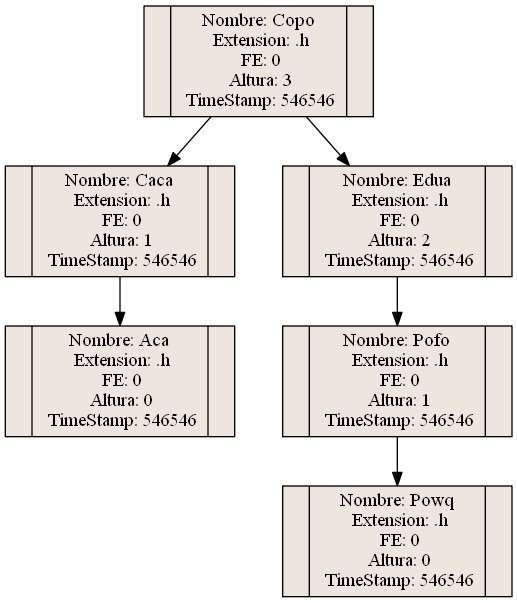 Nombre: Copo
Extension: .h
FE: 0
Altura: 3
TimeStamp: 546546
Nombre: Caca
Extension: .h
FE: 0
Altura: 1
TimeStamp: 546546
Nombre: Edua
Extension: .h
FE: 0
Altura: 2
TimeStamp: 546546
Nombre: Aca
Extension: .h
FE: 0
Altura: 0
TimeStamp: 546546
Nombre: Pofo
Extension: .h
FE: 0
Altura: 1
TimeStamp: 546546
Nombre: Powq
Extension: .h
FE: 0
Altura: 0
TimeStamp: 546546